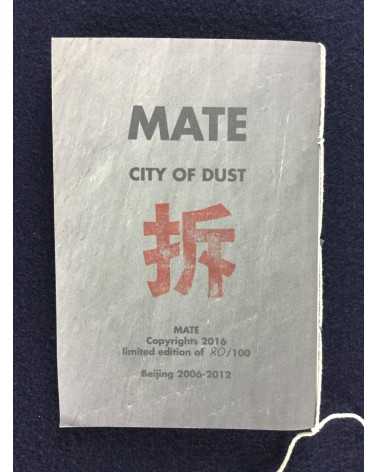 MATE
CITY OF DUST
拆
MATE
Copyrights 2016
limited edition of 80/100
Beijing 2006-2012